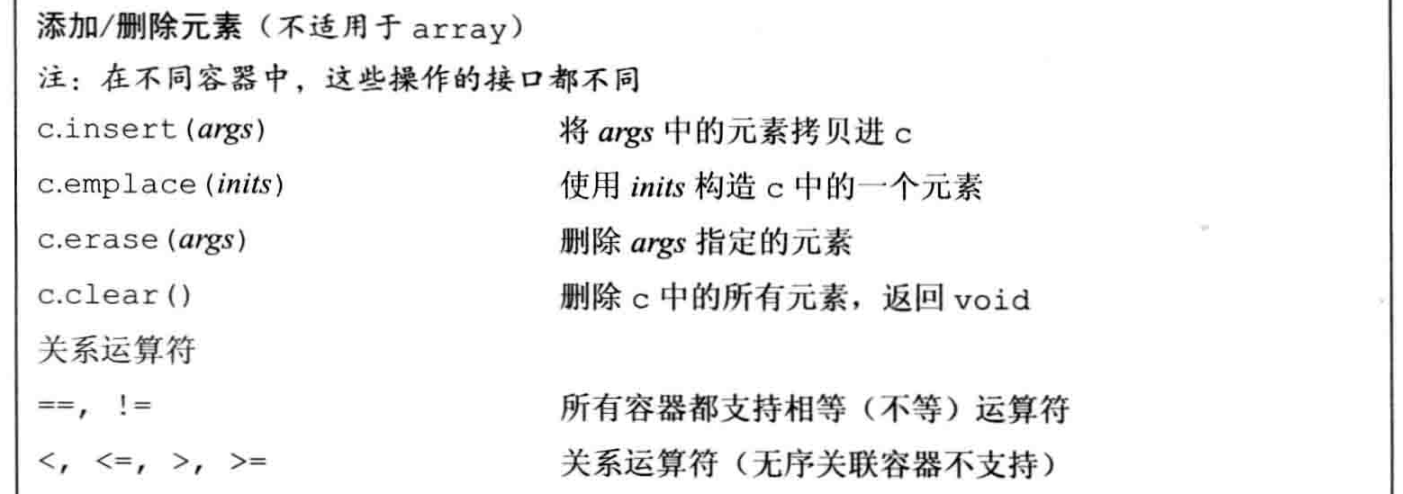 添加/删除元素（不适用于 array）
注：在不同容器中，这些操作的接口都不同
c.insert(args) 将 args 中的元素拷贝进 c
c.emplace(inits) 使用 inits 构造 c 中的一个元素
c.erase(args) 删除 args 指定的元素
c.clear() 删除 c 中的所有元素，返回 void
关系运算符
==, != 所有容器都支持相等（不等）运算符
<, <=, >, >= 关系运算符（无序关联容器不支持）